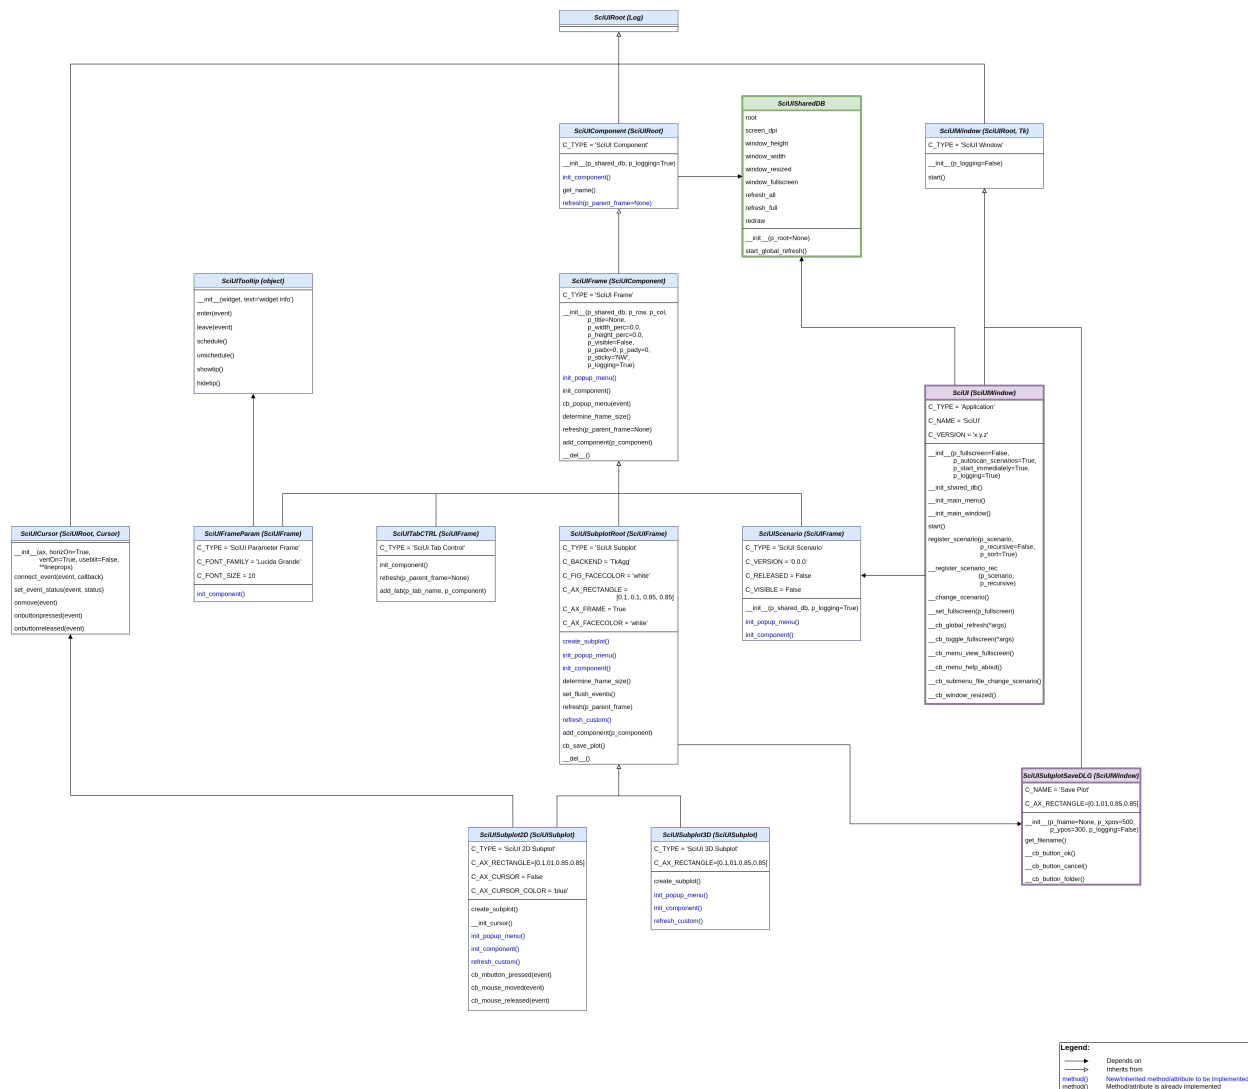 SciUIRoot (Log)
SciUISharedDB
root
screen_dpi
window_height
window_width
window_resized
window_fullscreen
refresh_all
refresh_full
redraw
__init__(p_root=None)
start_global_refresh()
SciUIComponent (SciUIRoot)
C_TYPE = 'SciUI Component'
__init__(p_shared_db, p_logging=True)
init_component()
get_name()
refresh(p_parent_frame=None)
SciUIWindow (SciUIRoot, Tk)
C_TYPE = 'SciUI Window'
__init__(p_logging=False)
start()
SciUITooltip (object)
__init__(widget, text='widget info')
enter(event)
leave(event)
schedule()
unschedule()
showtip()
hidetip()
SciUIFrame (SciUIComponent)
C_TYPE = 'SciUI Frame'
__init__(p_shared_db, p_row, p_col,
p_title=None,
p_width_perc=0.0,
p_height_perc=0.0,
p_visible=False,
p_padx=0, p_pady=0,
p_sticky='NW',
p_logging=True)
init_popup_menu()
init_component()
cb_popup_menu(event)
determine_frame_size()
refresh(p_parent_frame=None)
add_component(p_component)
__del__()
SciUI (SciUIWindow)
C_TYPE = 'Application'
C_NAME = 'SciUI'
C_VERSION = 'x.y.z'
__init__(p_fullscreen=False,
p_autoscan_scenarios=True,
p_start_immediately=True,
p_logging=True)
__init_shared_db()
__init_main_menu()
__init_main_window()
start()
register_scenario(p_scenario,
p_recursive=False,
p_sort=True)
__register_scenario_rec
(p_scenario,
p_recursive)
__change_scenario()
__set_fullscreen(p_fullscreen)
__cb_global_refresh(*args)
__cb_toggle_fullscreen(*args)
__cb_menu_view_fullscreen()
__cb_menu_help_about()
__cb_submenu_file_change_scenario()
__cb_window_resized()
SciUICursor (SciUIRoot, Cursor)
__init__(ax, horizOn=True,
vertOn=True, useblit=False,
**lineprops)
connect_event(event, callback)
set_event_status(event, status)
onmove(event)
onbuttonpressed(event)
onbuttonreleased(event)
SciUIFrameParam (SciUIFrame)
C_TYPE = 'SciUI Parameter Frame'
C_FONT_FAMILY = 'Lucida Grande'
C_FONT_SIZE = 10
init_component()
SciUITabCTRL (SciUIFrame)
C_TYPE = 'SciUI Tab Control'
init_component()
refresh(p_parent_frame=None)
add_tab(p_tab_name, p_component)
SciUISubplotRoot (SciUIFrame)
C_TYPE = 'SciUI Subplot'
C_BACKEND = 'TkAgg'
C_FIG_FACECOLOR = 'white'
C_AX_RECTANGLE =
[0.1, 0.1, 0.85, 0.85]
C_AX_FRAME = True
C_AX_FACECOLOR = 'white'
create_subplot()
init_popup_menu()
init_component()
determine_frame_size()
set_flush_events()
refresh(p_parent_frame)
refresh_custom()
add_component(p_component)
cb_save_plot()
__del__()
SciUIScenario (SciUIFrame)
C_TYPE = 'SciUI Scenario'
C_VERSION = '0.0.0'
C_RELEASED = False
C_VISIBLE = False
__init__(p_shared_db, p_logging=True)
init_popup_menu()
init_component()
SciUISubplotSaveDLG (SciUIWindow)
C_NAME = 'Save Plot'
C_AX_RECTANGLE=[0.1,01,0.85,0.85]
__init__(p_fname=None, p_xpos=500,
p_ypos=300, p_logging=False)
get_filename()
__cb_button_ok()
__cb_button_cancel()
__cb_button_folder()
SciUISubplot2D (SciUISubplot)
C_TYPE = 'SciUI 2D Subplot'
C_AX_RECTANGLE=[0.1,01,0.85,0.85]
C_AX_CURSOR = False
C_AX_CURSOR_COLOR = 'blue'
create_subplot()
__init_cursor()
init_popup_menu()
init_component()
refresh_custom()
cb_mbutton_pressed(event)
cb_mouse_moved(event)
cb_mouse_released(event)
SciUISubplot3D (SciUISubplot)
C_TYPE = 'SciUI 3D Subplot'
C_AX_RECTANGLE=[0.1,01,0.85,0.85]
create_subplot()
init_popup_menu()
init_component()
refresh_custom()
Legend:
Depends on
Inherits from
method() New/inherited method/attribute to be implemented
method() Method/attribute is already implemented